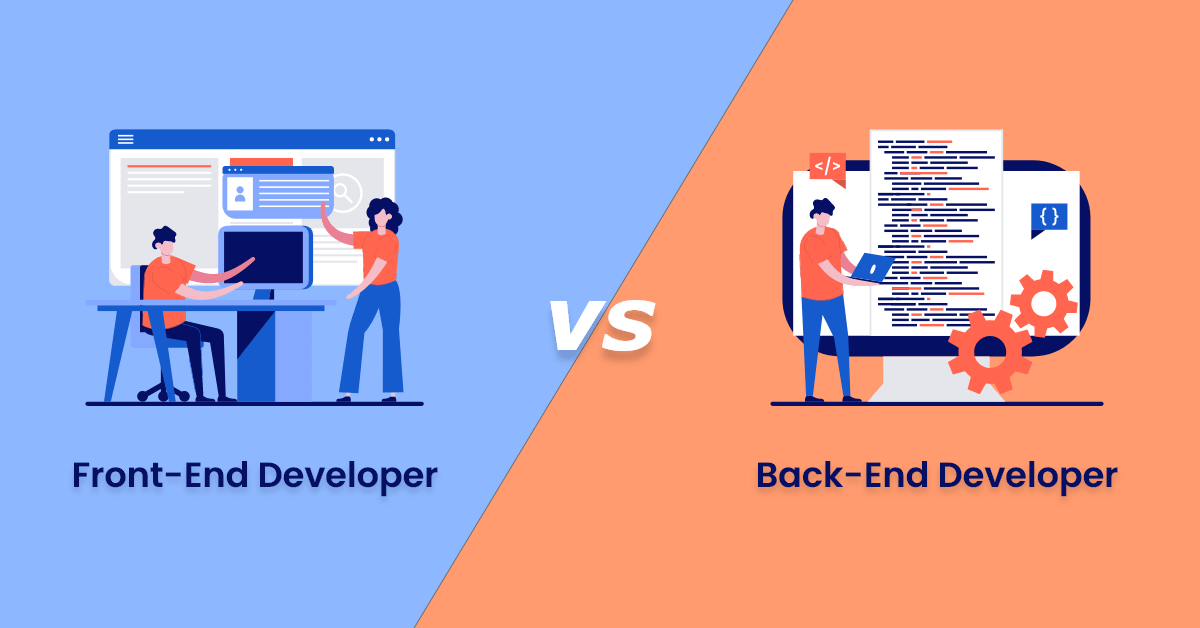 </>
{ }
vs
Front-End Developer
Back-End Developer